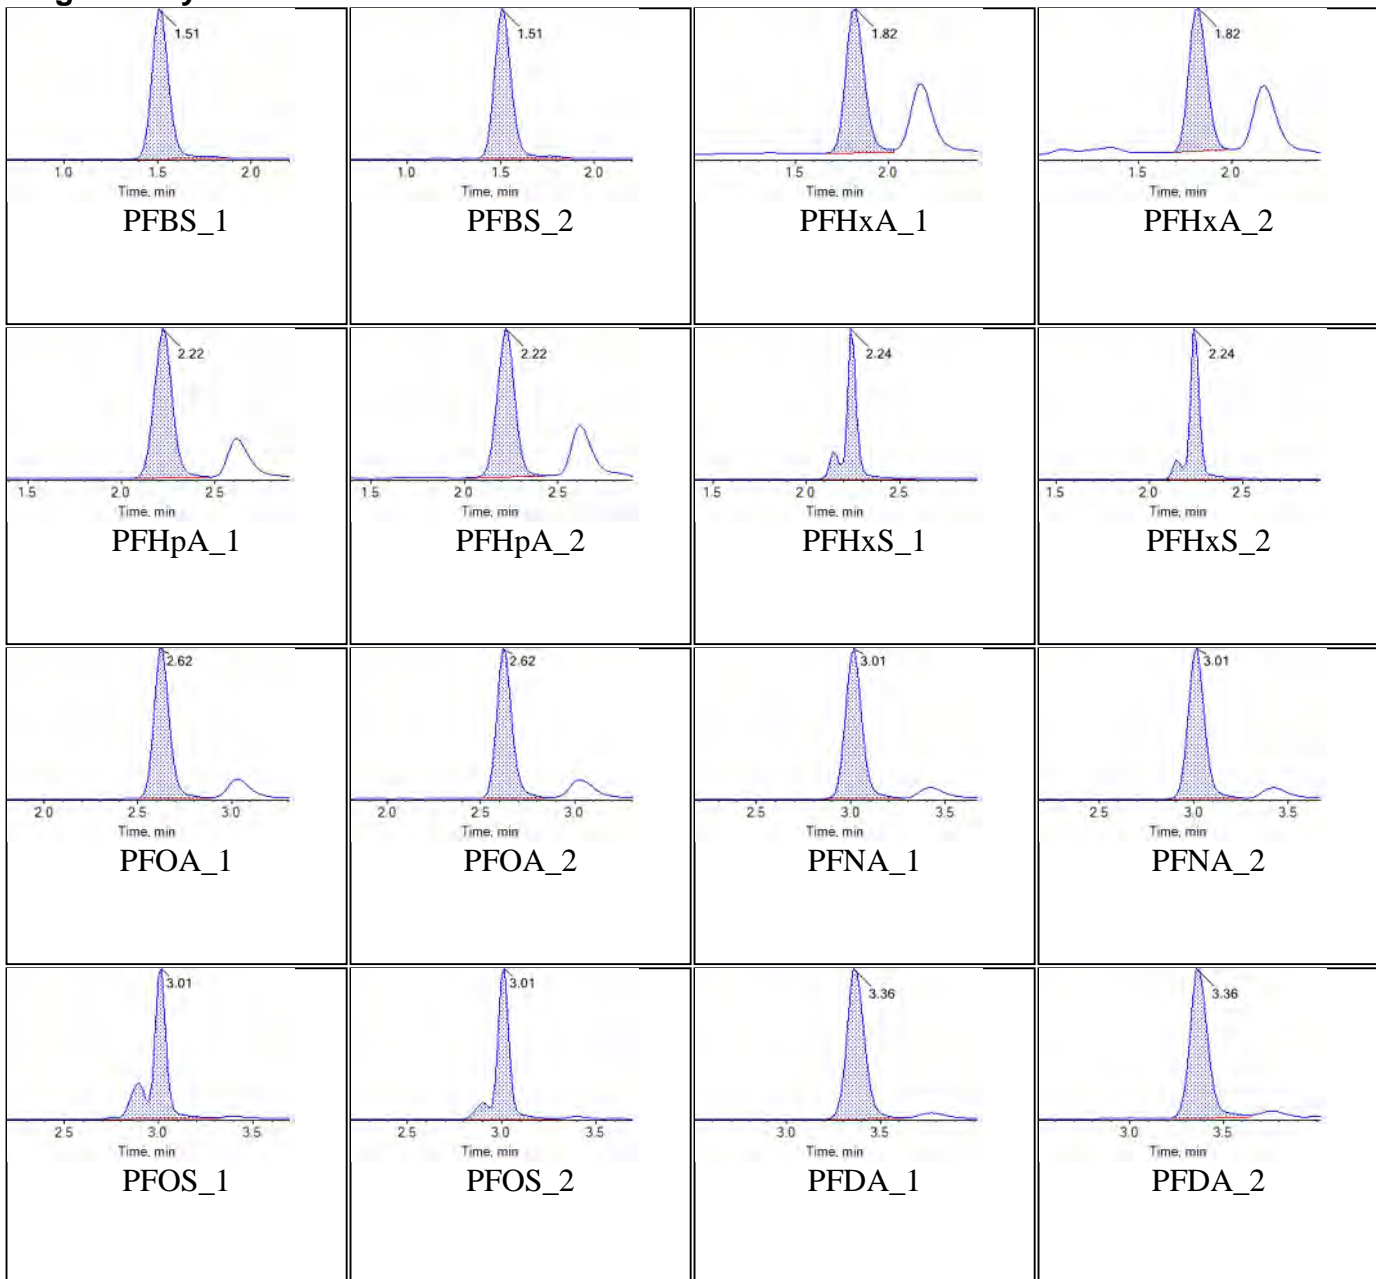 1.51 1.51 1.82 1.82
1.0 1.5 2.0 1.0 1.5 2.0 1.5 2.0 1.5 2.0
Time, min Time, min Time, min Time, min
PFBS_1 PFBS_2 PFHxA_1 PFHxA_2
2.22 2.22 2.24 2.24
1.5 2.0 2.5 1.5 2.0 2.5 1.5 2.0 2.5 1.5 2.0 2.5
Time, min Time, min Time, min Time, min
PFHpA_1 PFHpA_2 PFHxS_1 PFHxS_2
2.62 2.62 3.01 3.01
2.0 2.5 3.0 2.0 2.5 3.0 2.5 3.0 3.5 2.5 3.0 3.5
Time, min Time, min Time, min Time, min
PFOA_1 PFOA_2 PFNA_1 PFNA_2
3.01 3.01 3.36 3.36
2.5 3.0 3.5 2.5 3.0 3.5 3.0 3.5 3.0 3.5
Time, min Time, min Time, min Time, min
PFOS_1 PFOS_2 PFDA_1 PFDA_2